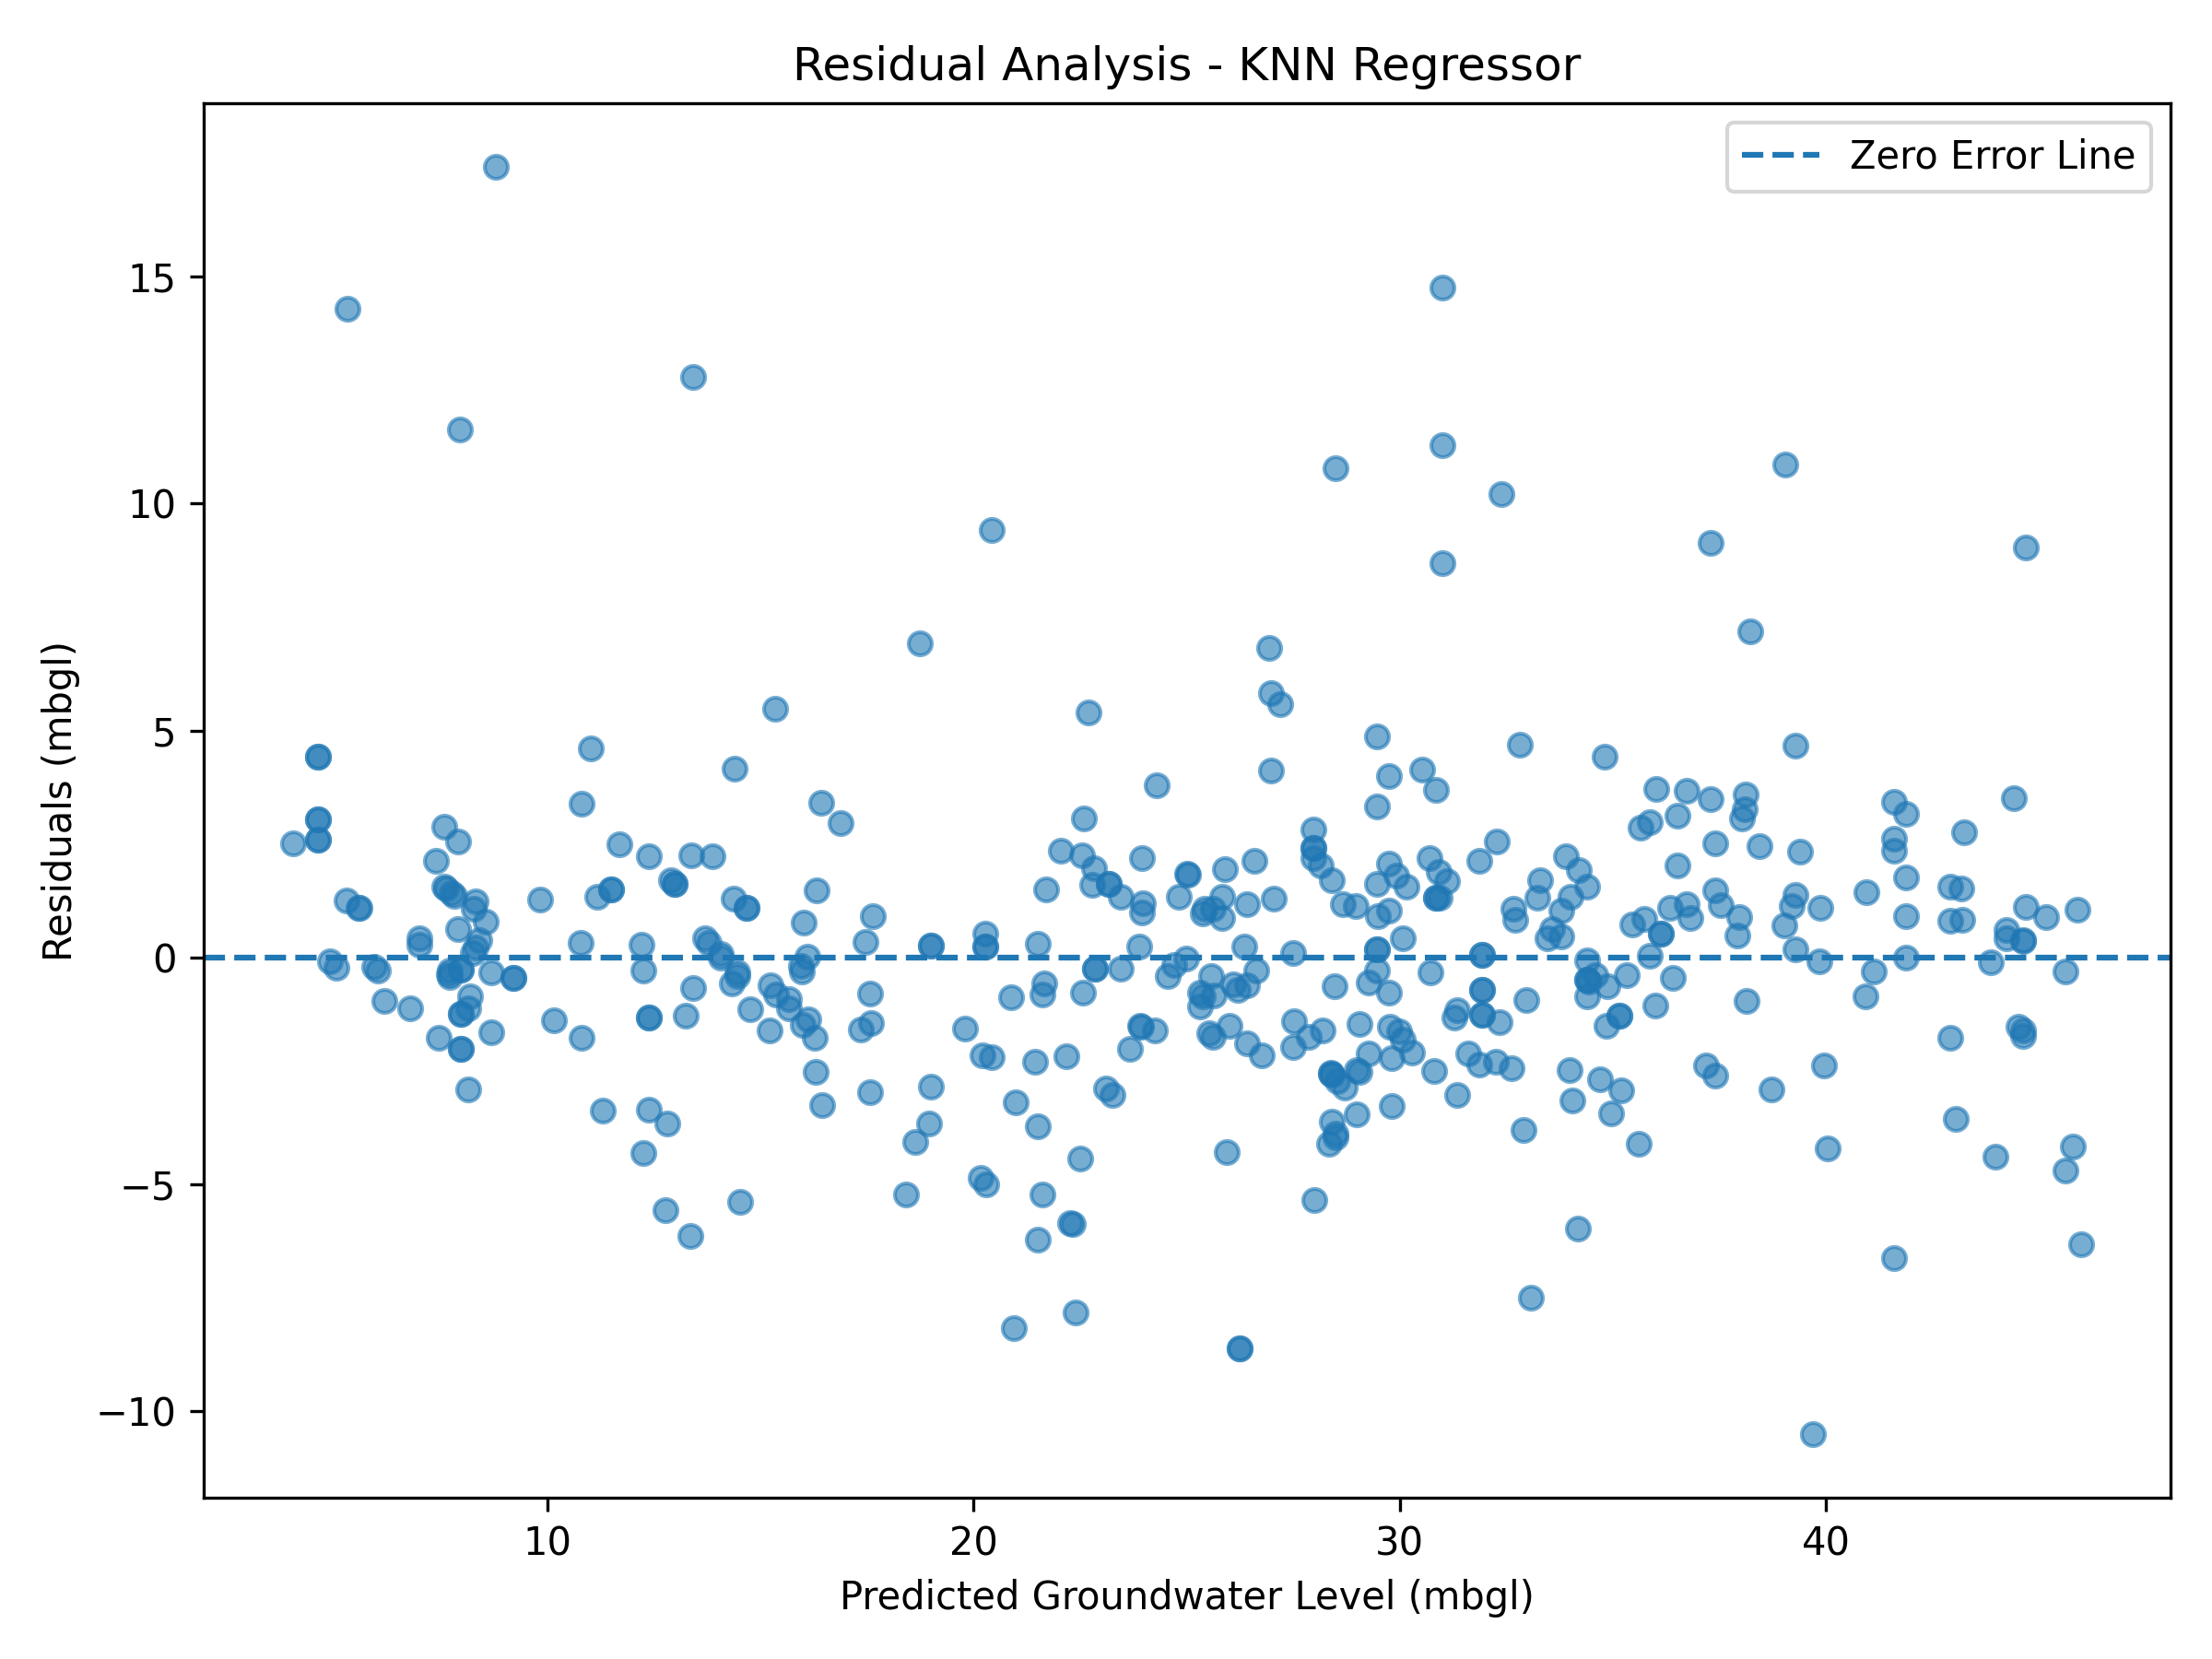 Residual Analysis - KNN Regressor
Zero Error Line
Residuals (mbgl)
15
10
5
0
−5
−10
10
20
30
40
Predicted Groundwater Level (mbgl)